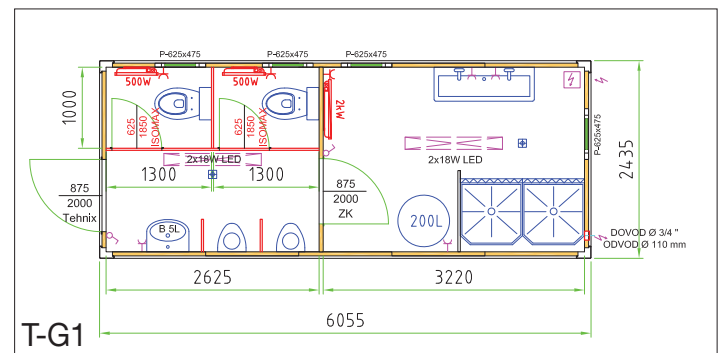 P-625x475
P-625x475
P-625x475
500W
500W
2kW
1000
625
1850
ISOMAX
625
1850
ISOMAX
2x18W LED
2x18W LED
P-625x475
2435
1300
1300
875
2000
Tehnix
875
2000
ZK
B 5L
200L
DOVOD Ø 3/4 "
ODVOD Ø 110 mm
2625
3220
6055
T-G1